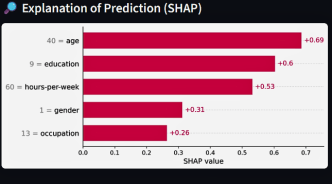 Explanation of Prediction (SHAP)
40 = age +0.69
9 = education +0.6
60 = hours-per-week +0.53
1 = gender +0.31
13 = occupation +0.26
0.0 0.1 0.2 0.3 0.4 0.5 0.6 0.7
SHAP value